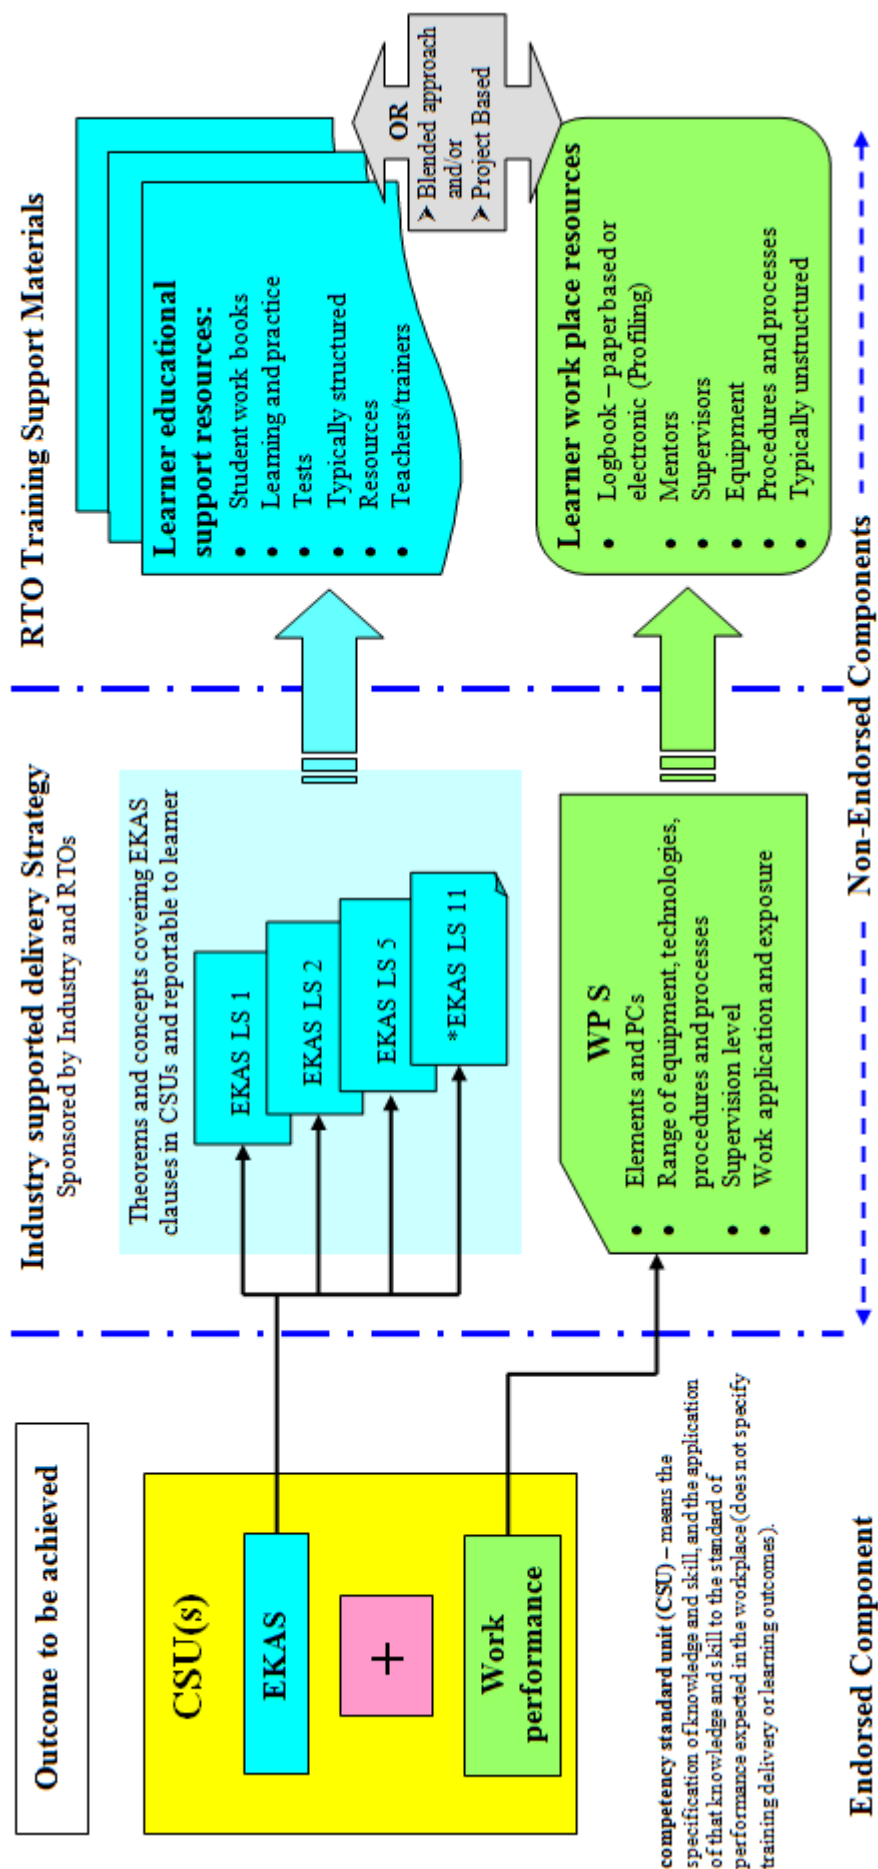 Outcome to be achieved
CSU(s)
EKAS
+
Work
performance
competency standard unit (CSU) – means the
specification of knowledge and skill, and the application
of that knowledge and skill to the standard of
performance expected in the workplace (does not specify
training delivery or learning outcomes).
Endorsed Component
Industry supported delivery Strategy
Sponsored by Industry and RTOs
Theorems and concepts covering EKAS
clauses in CSUs and reportable to learner
EKAS LS 1
EKAS LS 2
EKAS LS 5
*EKAS LS 11
WP S
• Elements and PCs
• Range of equipment, technologies,
procedures and processes
• Supervision level
• Work application and exposure
Non-Endorsed Components
RTO Training Support Materials
Learner educational
support resources:
• Student work books
• Learning and practice
• Tests
• Typically structured
• Resources
• Teachers/trainers
OR
➢ Blended approach
and/or
➢ Project Based
Learner work place resources
• Logbook – paper based or
electronic (Profiling)
• Mentors
• Supervisors
• Equipment
• Procedures and processes
• Typically unstructured